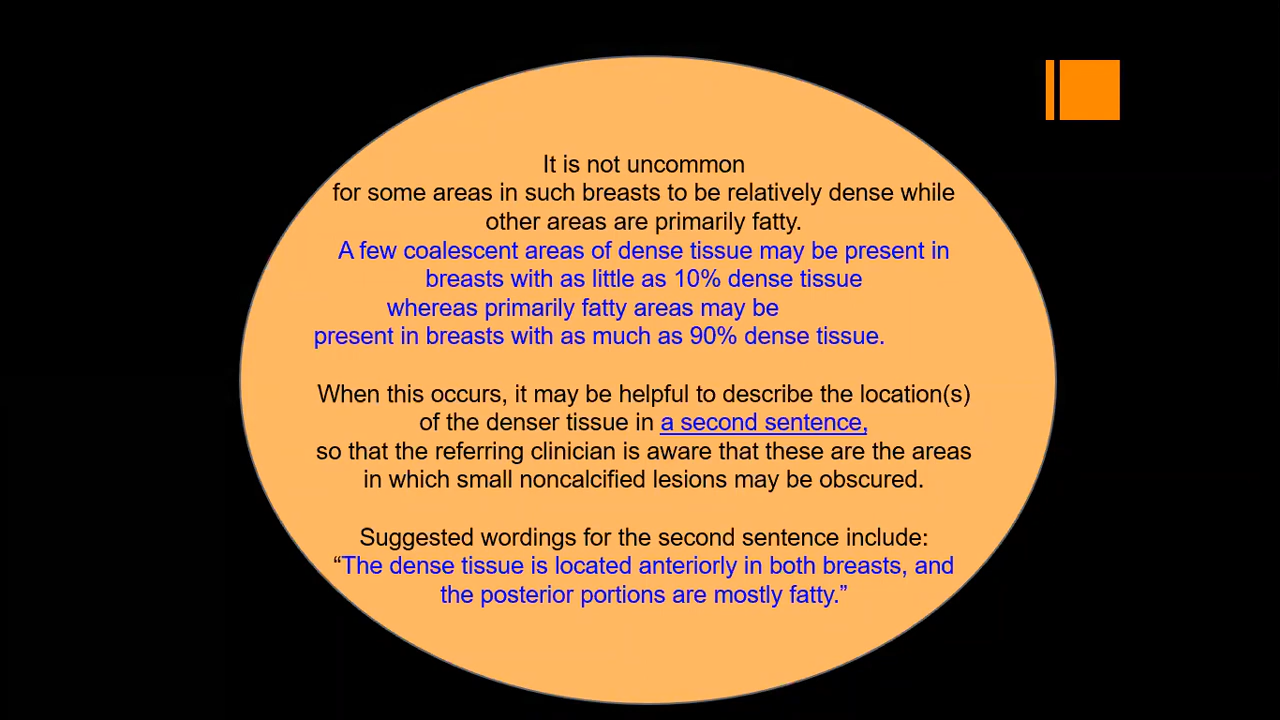 It is not uncommon
for some areas in such breasts to be relatively dense while
other areas are primarily fatty.
A few coalescent areas of dense tissue may be present in
breasts with as little as 10% dense tissue
whereas primarily fatty areas may be
present in breasts with as much as 90% dense tissue.
When this occurs, it may be helpful to describe the location(s)
of the denser tissue in a second sentence,
so that the referring clinician is aware that these are the areas
in which small noncalcified lesions may be obscured.
Suggested wordings for the second sentence include:
“The dense tissue is located anteriorly in both breasts, and
the posterior portions are mostly fatty.”